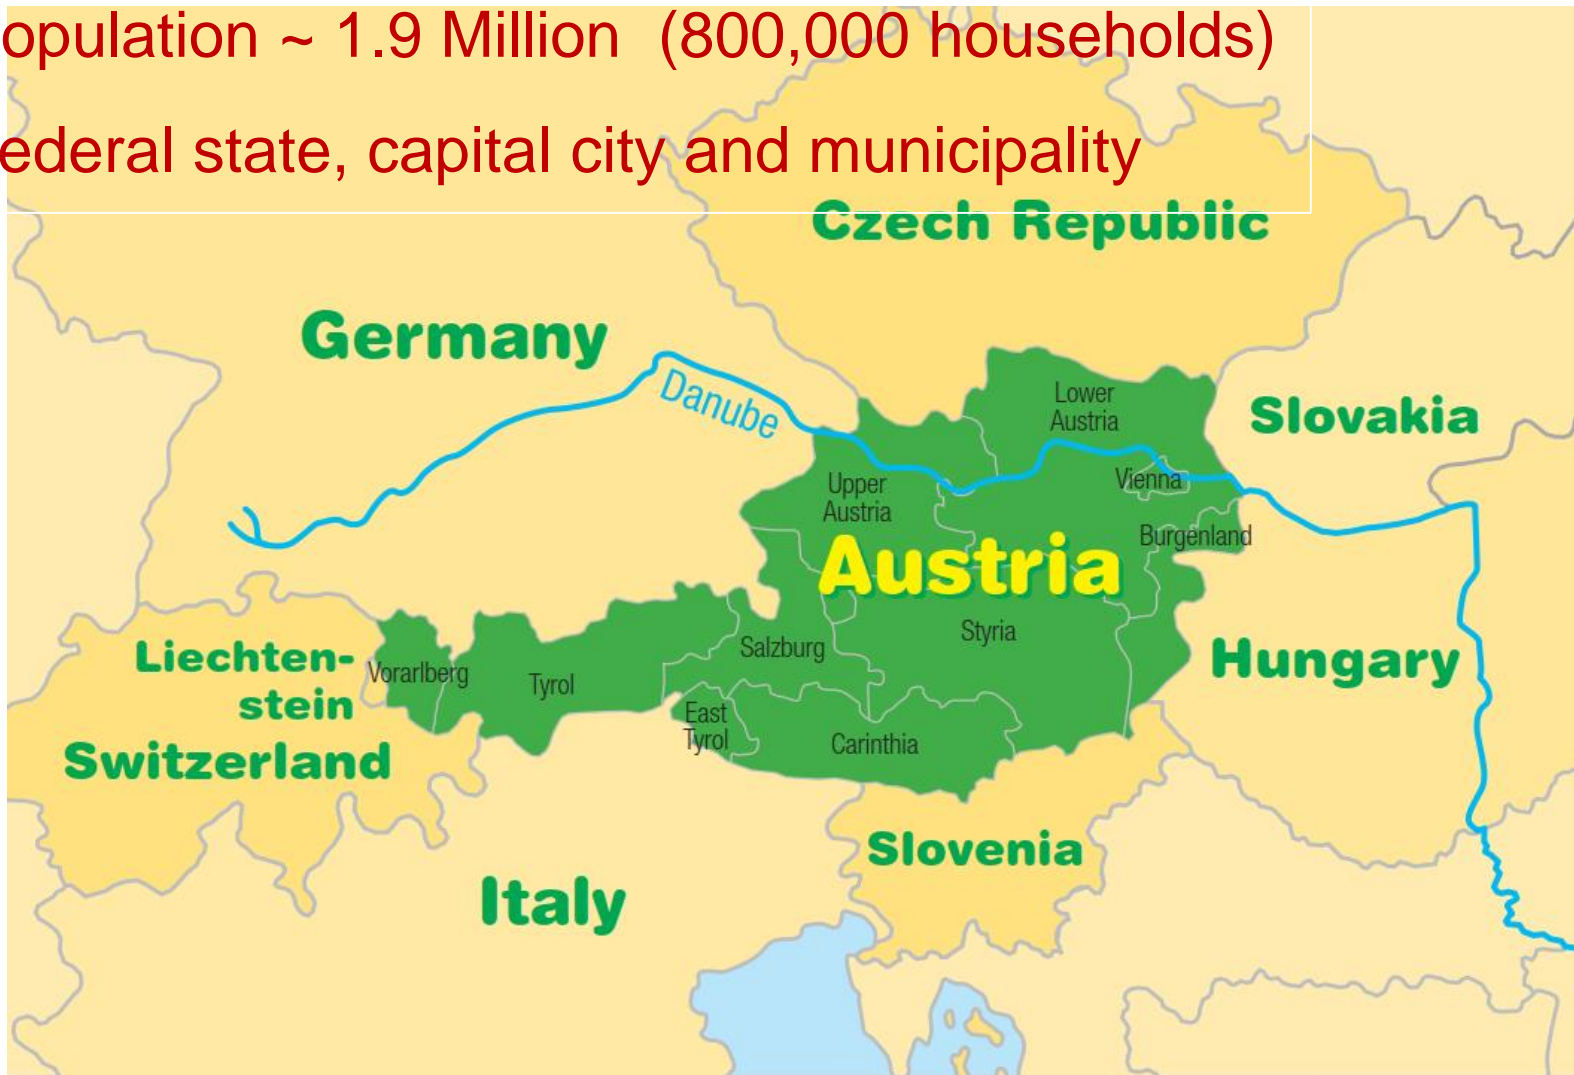 opulation ~ 1.9 Million (800,000 households)
ederal state, capital city and municipality
Czech Republic
Germany
Danube
Lower
Austria
Slovakia
Upper
Austria
Vienna
Burgenland
Austria
Styria
Salzburg
Liechten-
stein
Vorarlberg
Tyrol
Hungary
East
Tyrol
Carinthia
Switzerland
Slovenia
Italy